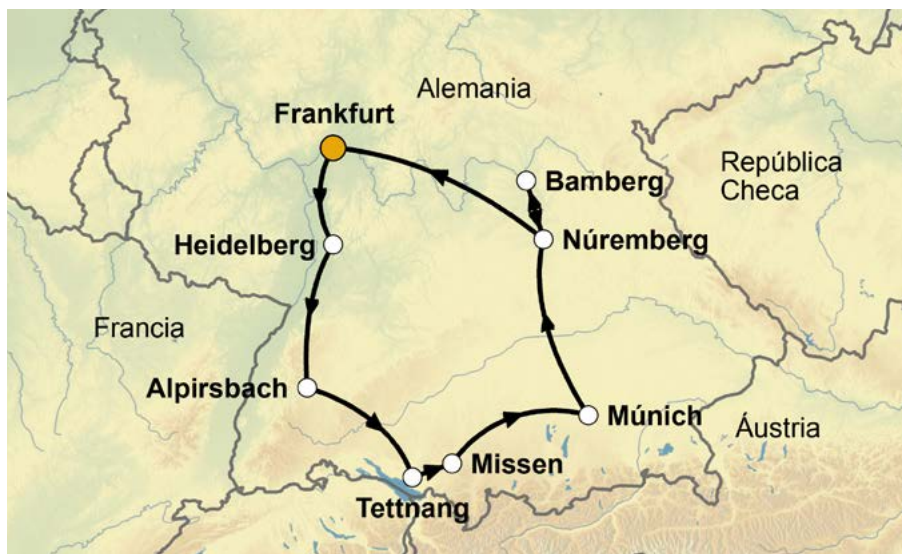 Alemania
Frankfurt
República
Checa
Bamberg
Heidelberg
Núremberg
Francia
Alpirsbach
Múnich
Áustria
Missen
Tettnang